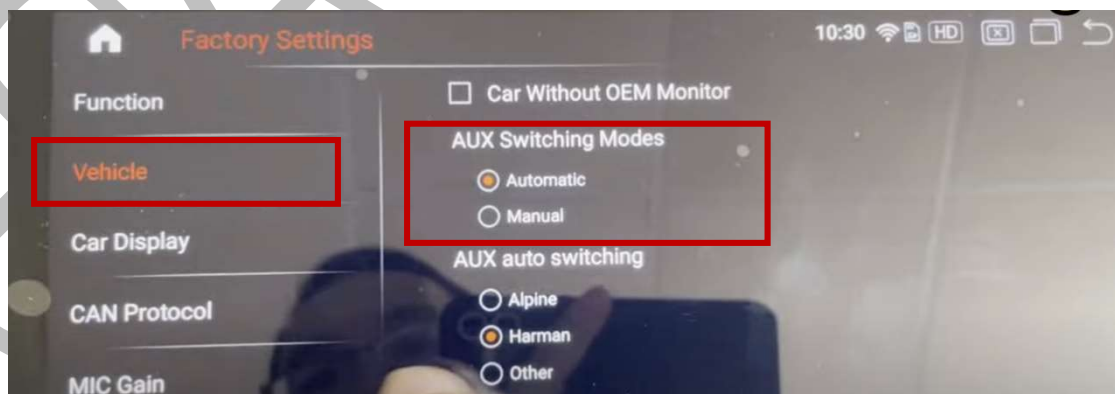 Factory Settings
10:30 HD
Function
Vehicle
Car Display
CAN Protocol
MIC Gain
Car Without OEM Monitor
AUX Switching Modes
Automatic
Manual
AUX auto switching
Alpine
Harman
Other